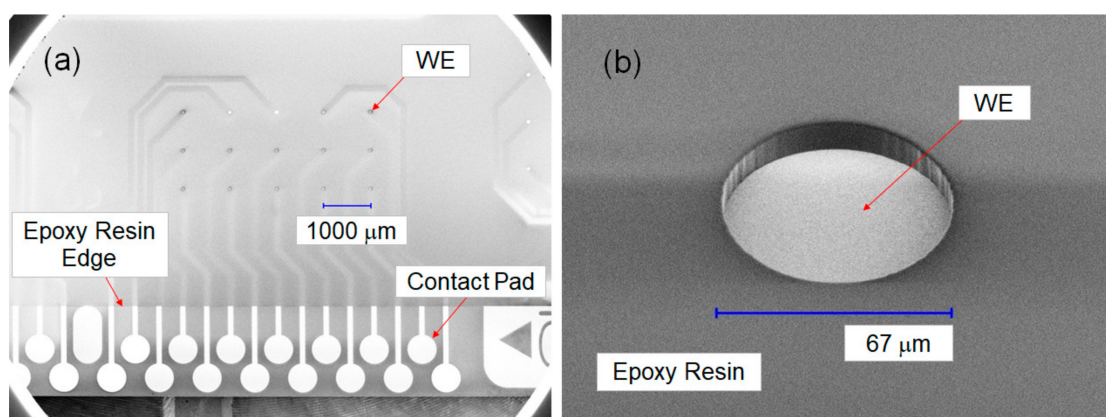 (a)
WE
1000 μm
Epoxy Resin
Edge
Contact Pad
(b)
WE
67 μm
Epoxy Resin